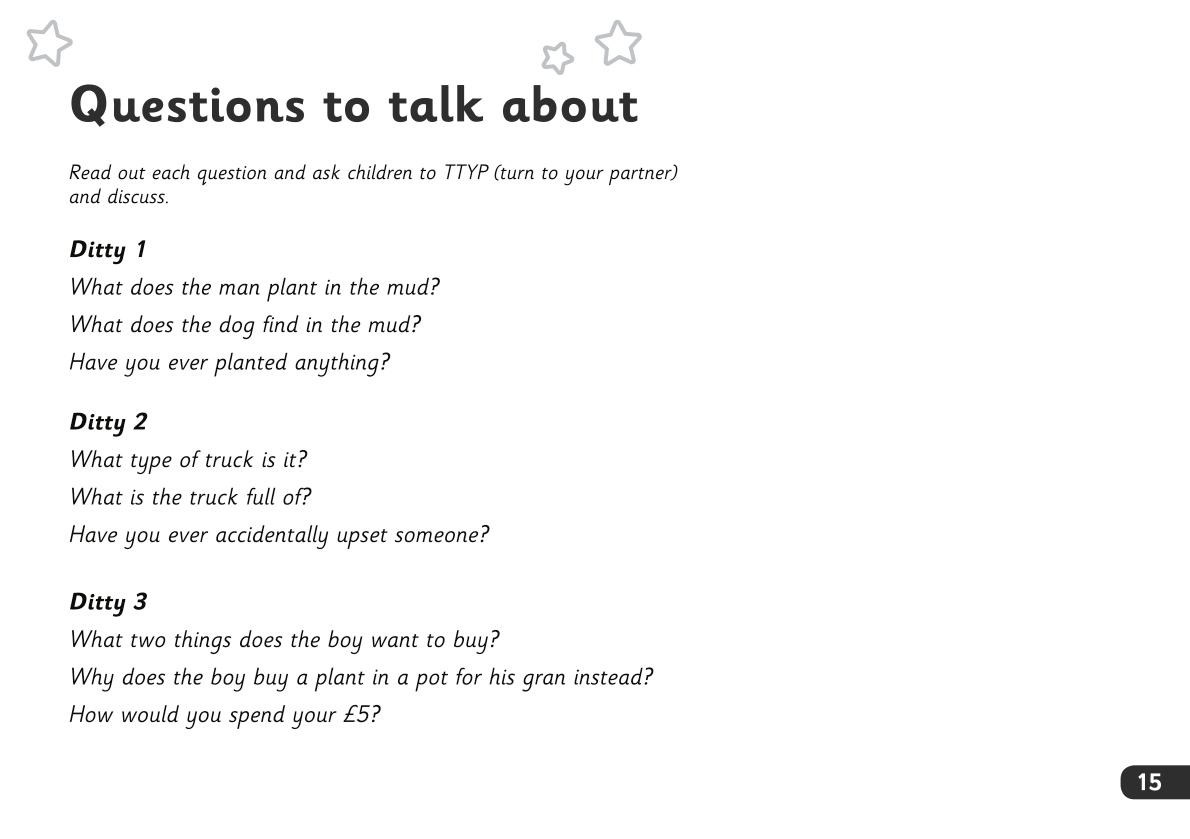 Questions to talk about
Read out each question and ask children to TTYP (turn to your partner)
and discuss.
Ditty 1
What does the man plant in the mud?
What does the dog find in the mud?
Have you ever planted anything?
Ditty 2
What type of truck is it?
What is the truck full of?
Have you ever accidentally upset someone?
Ditty 3
What two things does the boy want to buy?
Why does the boy buy a plant in a pot for his gran instead?
How would you spend your £5?
15